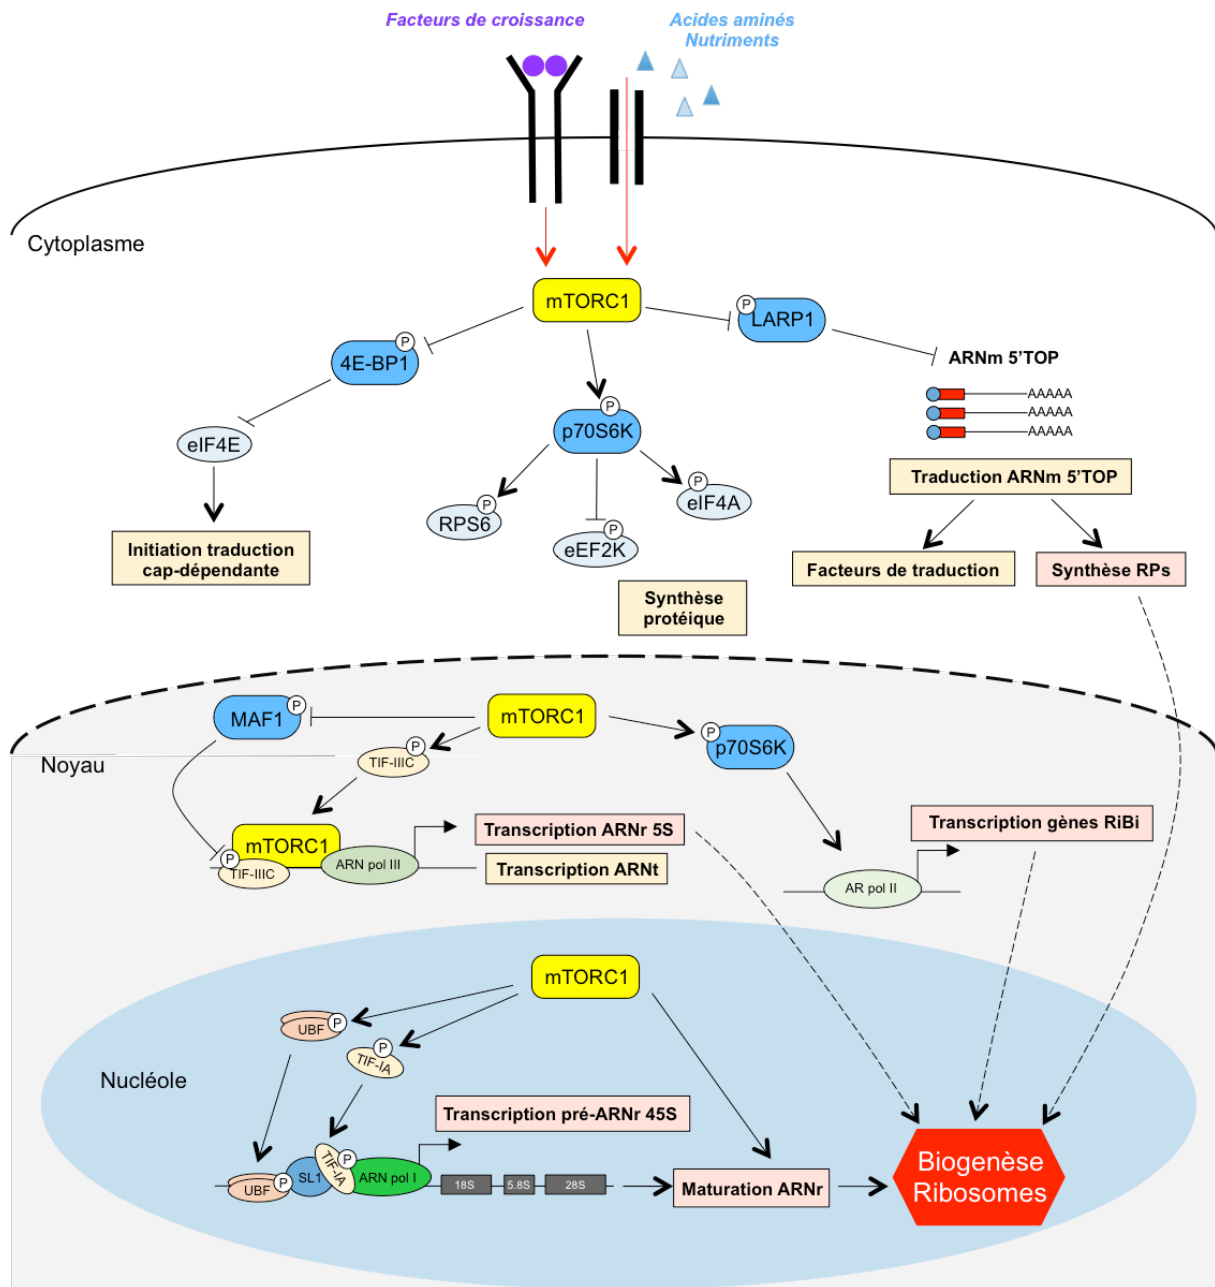 Facteurs de croissance
Acides aminés
Nutriments
Cytoplasme
mTORC1
P
LARP1
P
4E-BP1
ARNm 5'TOP
AAAAA
AAAAA
AAAAA
P
p70S6K
eIF4E
P
eIF4A
P
RPS6
P
eEF2K
Traduction ARNm 5'TOP
Initiation traduction
cap-dépendante
Facteurs de traduction
Synthèse RPs
Synthèse
protéique
P
MAF1
mTORC1
P
p70S6K
Noyau
P
TIF-IIIC
Transcription ARNr 5S
Transcription gènes RiBi
mTORC1
P
TIF-IIIC
ARN pol III
Transcription ARNt
AR pol II
mTORC1
P
UBF
P
TIF-IA
Nucléole
Transcription pré-ARNr 45S
P
UBF
SL1
P
TIF-IA
ARN pol I
18S
5.8S
28S
Maturation ARNr
Biogenèse
Ribosomes